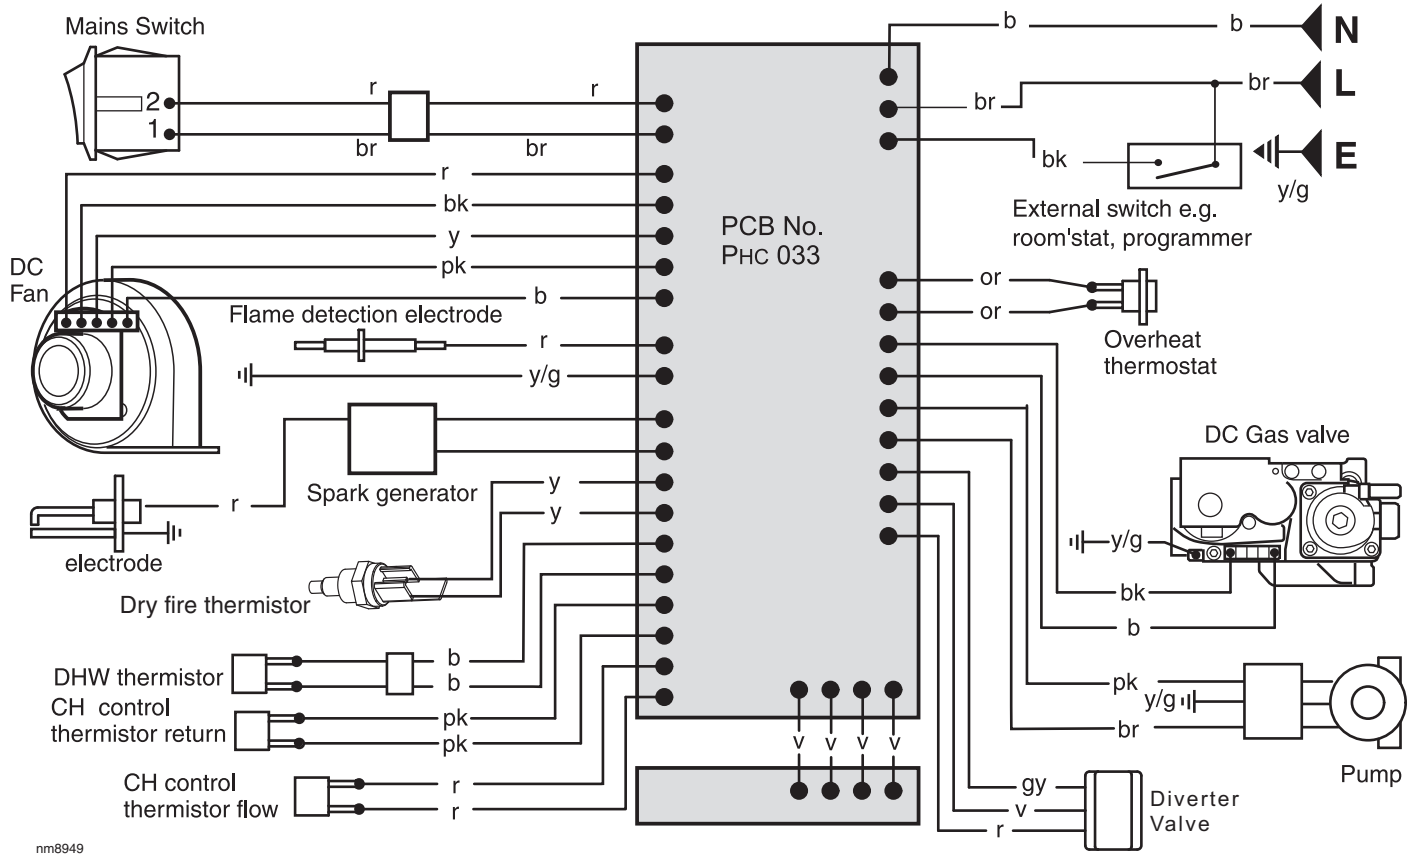 Mains Switch
b b N
2 r r
br br L
1 br br
bk E
y/g
r
External switch e.g.
room'stat, programmer
bk
PCB No.
PHC 033
y
DC
Fan
pk
or
b
Flame detection electrode
or
Overheat
thermostat
r
y/g
DC Gas valve
Spark generator
r
y
y
y/g
electrode
bk
Dry fire thermistor
b
DHW thermistor
b
b
pk
y/g
CH control
thermistor return
pk
pk
br
v v v v
Pump
CH control
thermistor flow
r
r
gy
v
r
Diverter
Valve
nm8949